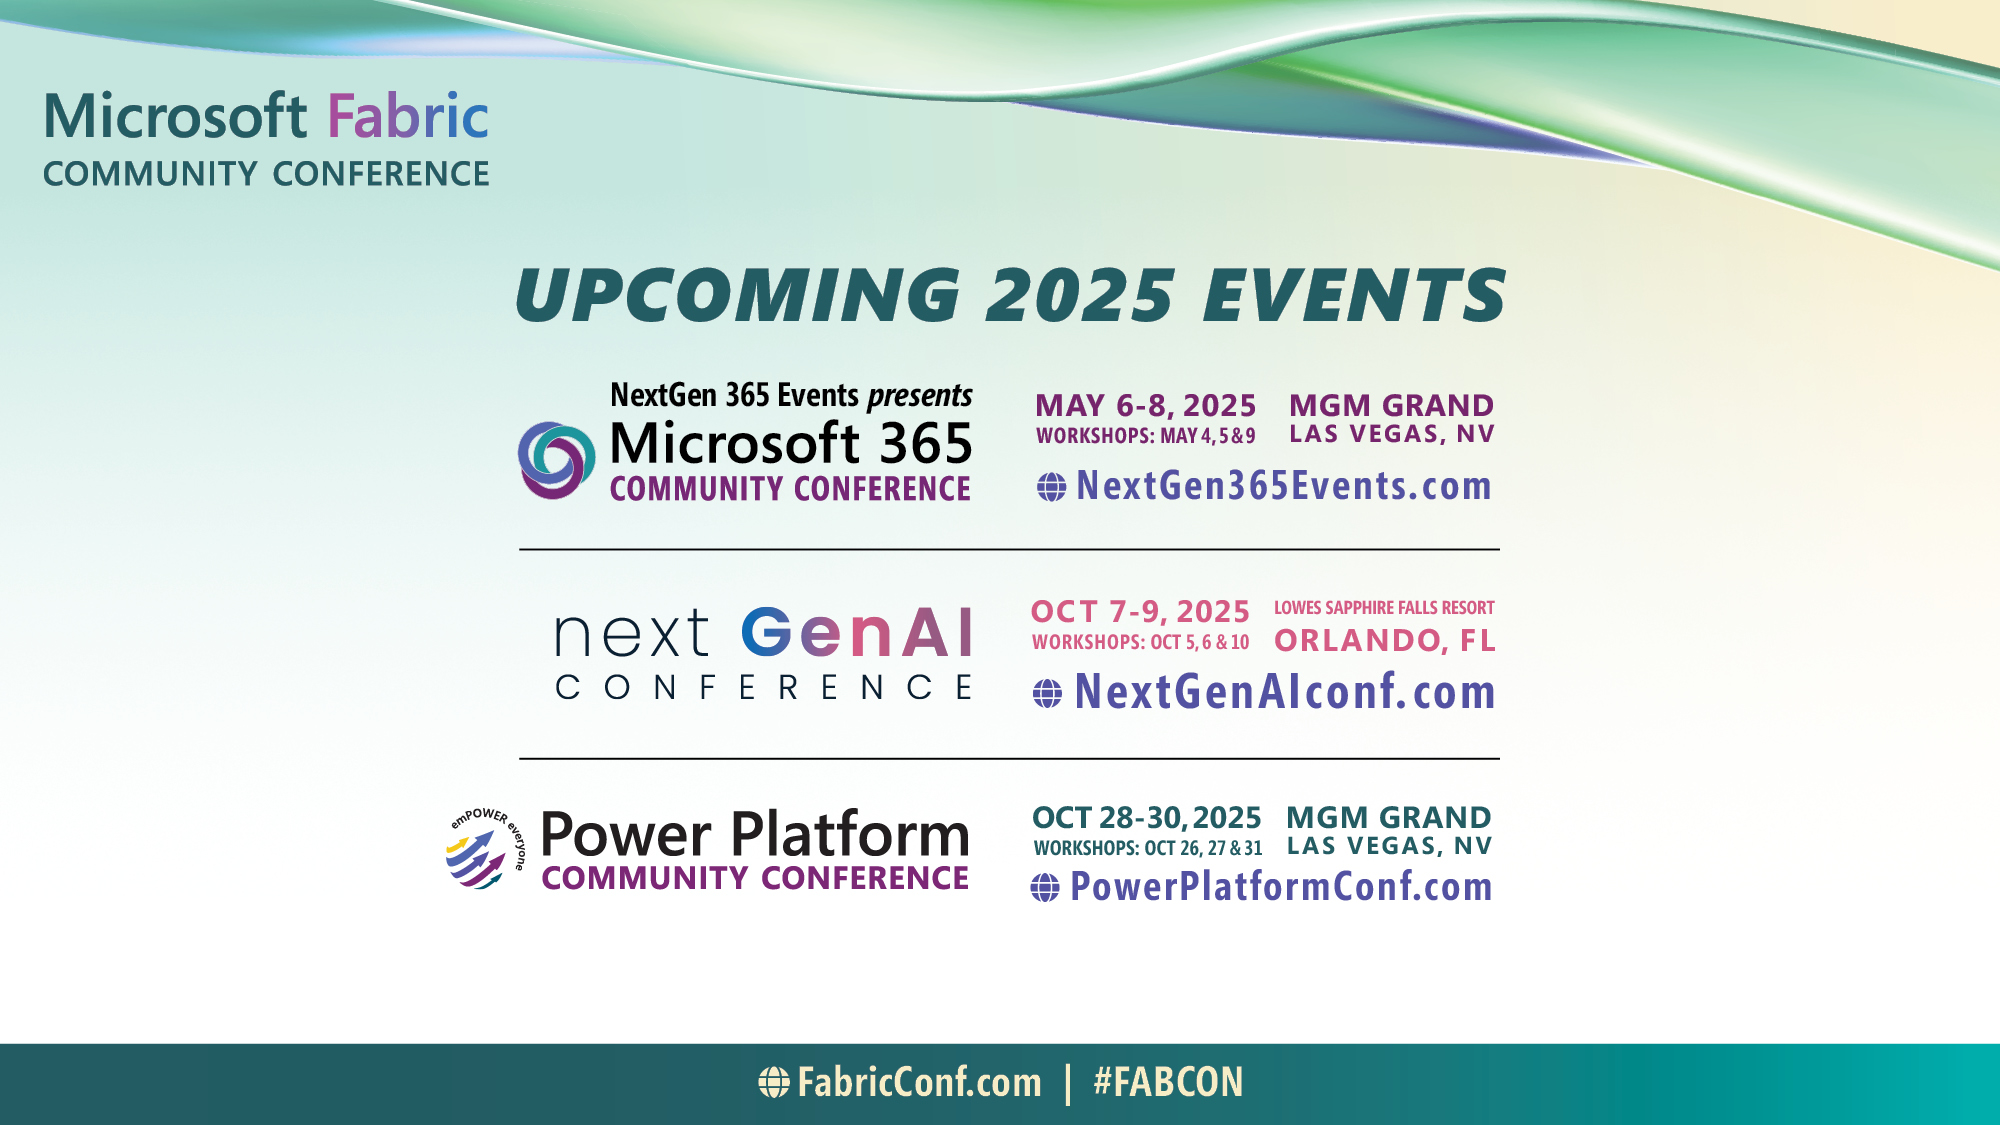 Microsoft Fabric
COMMUNITY CONFERENCE
UPCOMING 2025 EVENTS
NextGen 365 Events presents
Microsoft 365
COMMUNITY CONFERENCE
MAY 6-8, 2025
WORKSHOPS: MAY 4, 5 & 9
MGM GRAND
LAS VEGAS, NV
NextGen365Events.com
next GenAI
CONFERENCE
OCT 7-9, 2025
WORKSHOPS: OCT 5, 6 & 10
LOWES SAPPHIRE FALLS RESORT
ORLANDO, FL
NextGenAIconf.com
emPOWER everyone
Power Platform
COMMUNITY CONFERENCE
OCT 28-30, 2025
WORKSHOPS: OCT 26, 27 & 31
MGM GRAND
LAS VEGAS, NV
PowerPlatformConf.com
FabricConf.com | #FABCON